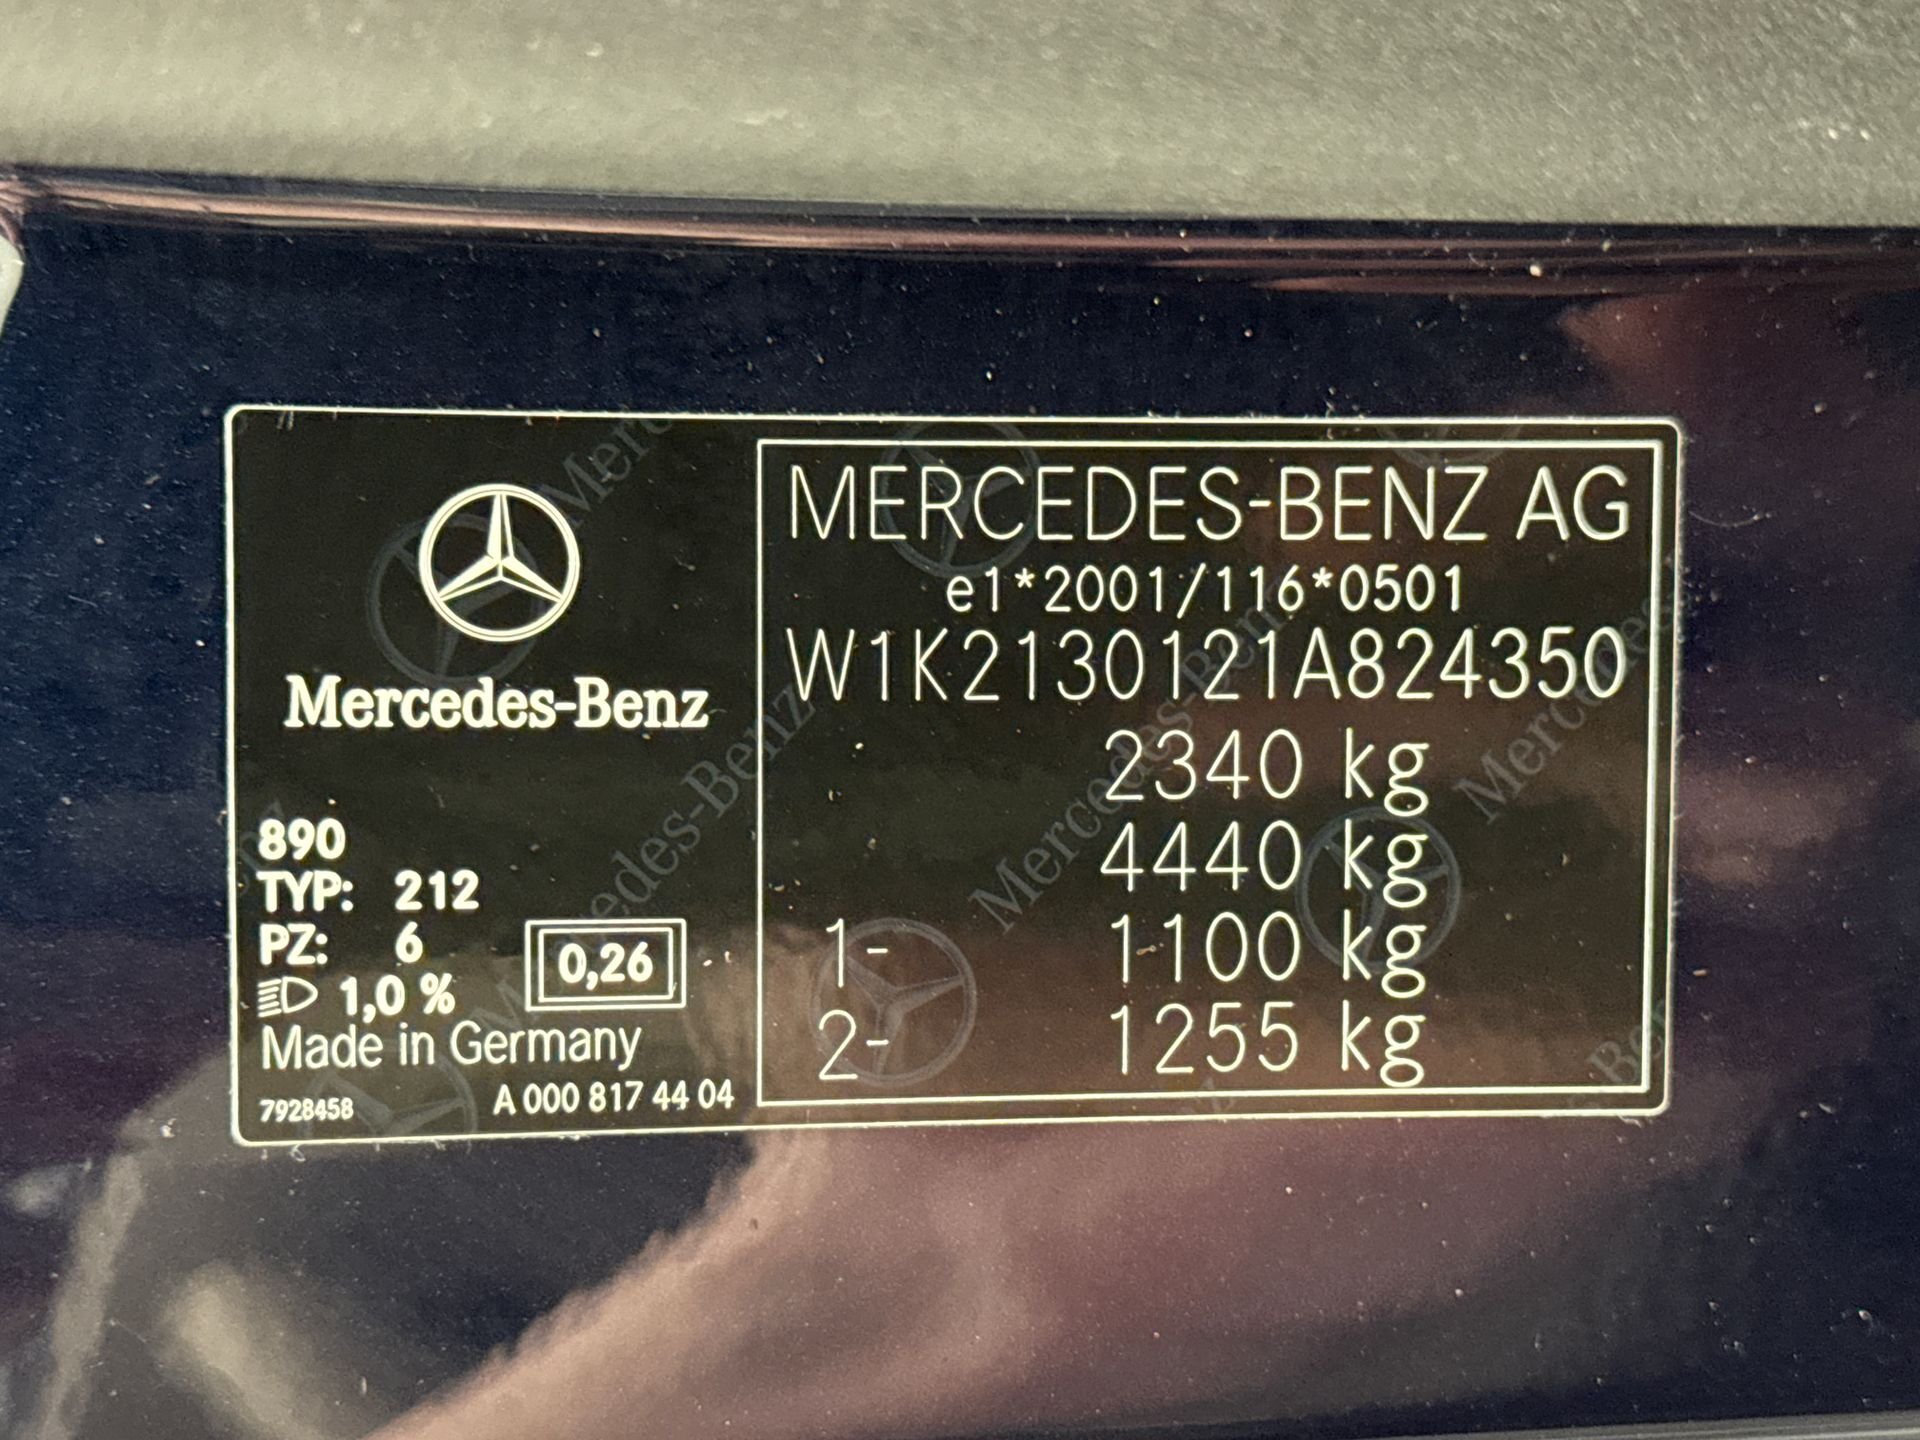 MERCEDES-BENZ AG
e1*2001/116*0501
W1K2130121A824350
2340 kg
4440 kg
1- 1100 kg
2- 1255 kg
Mercedes-Benz
890
TYP: 212
PZ: 6
1,0 %
0,26
Made in Germany
7928458 A 000 817 44 04